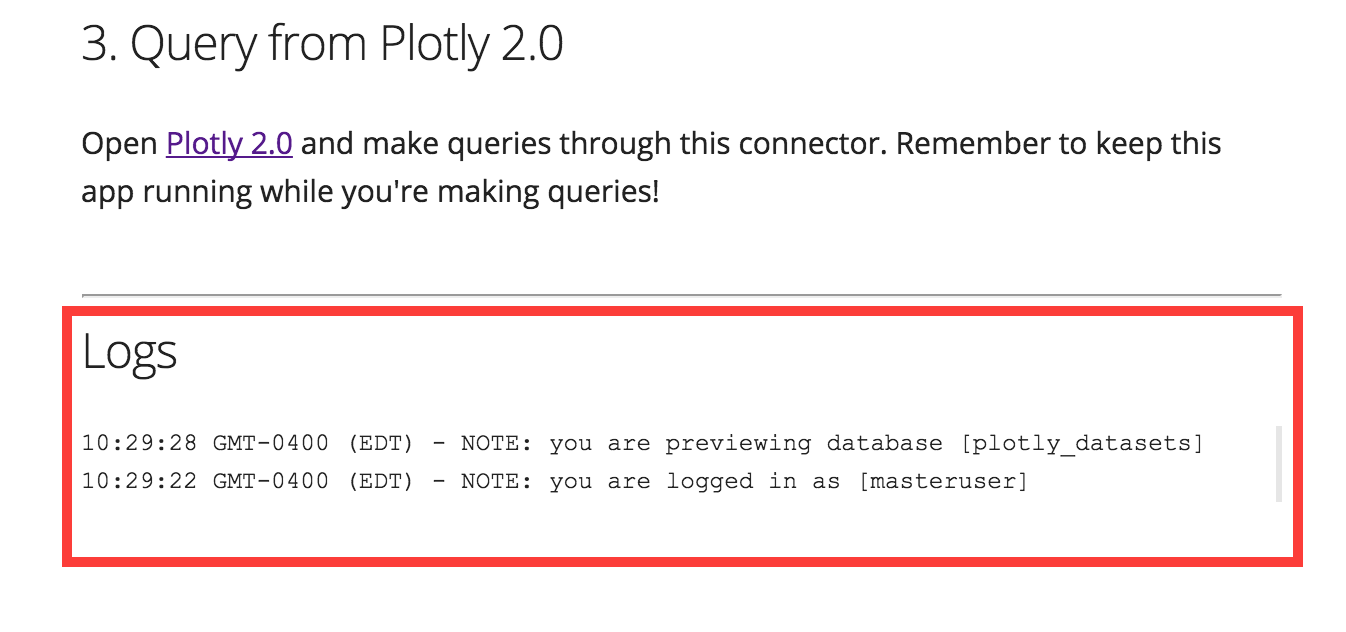 3. Query from Plotly 2.0
Open Plotly 2.0 and make queries through this connector. Remember to keep this
app running while you're making queries!
Logs
10:29:28 GMT-0400 (EDT) - NOTE: you are previewing database [plotly_datasets]
10:29:22 GMT-0400 (EDT) - NOTE: you are logged in as [masteruser]